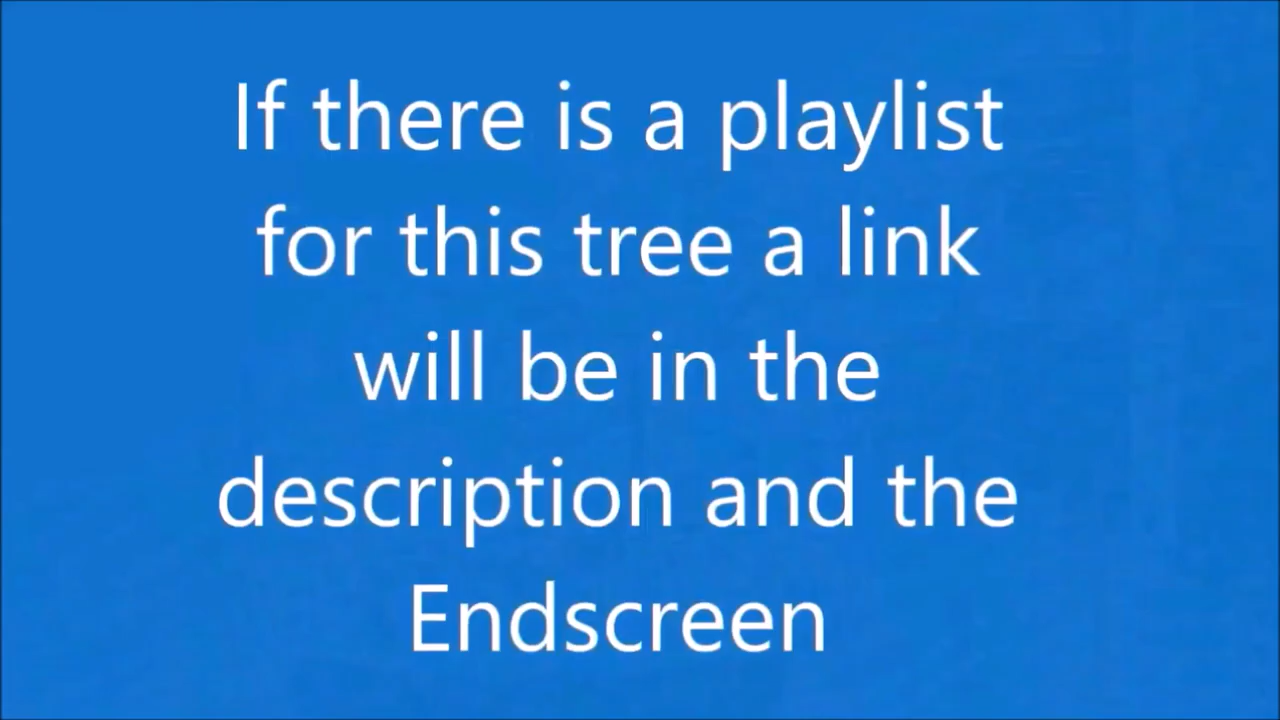 If there is a playlist
for this tree a link
will be in the
description and the
Endscreen